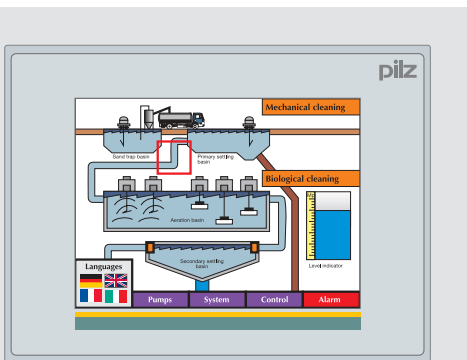 pilz
Mechanical cleaning
Sand trap basin
Primary settling
basin
Biological cleaning
Aeration basin
Secondary settling
basin
Level indicator
Languages
Pumps
System
Control
Alarm